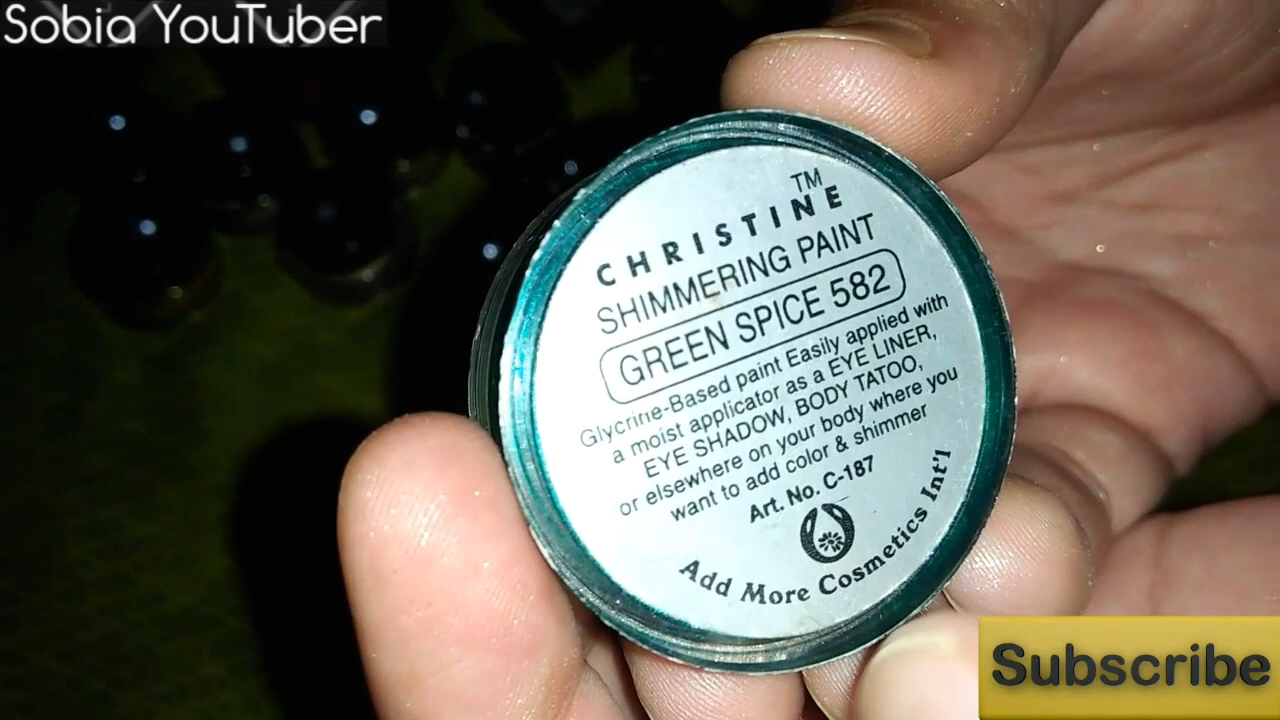 Sobia YouTuber
CHRISTINE TM
SHIMMERING PAINT
GREEN SPICE 582
Glycrine-Based paint Easily applied with
a moist applicator as a EYE LINER,
EYE SHADOW, BODY TATOO,
or elsewhere on your body where you
want to add color & shimmer
Art. No. C-187
Add More Cosmetics Int'l
Subscribe